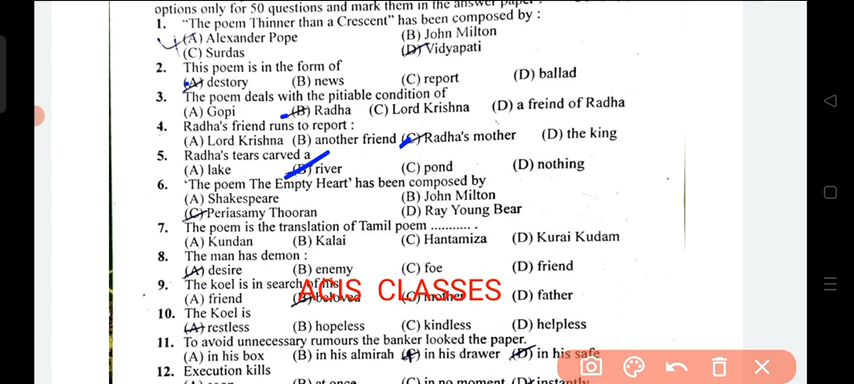 options only for 50 questions and mark them in the answer paper.
1. "The poem Thinner than a Crescent" has been composed by :
(A) Alexander Pope (B) John Milton
(C) Surdas (D) Vidyapati
2. This poem is in the form of
(A) destory (B) news (C) report (D) ballad
3. The poem deals with the pitiable condition of
(A) Gopi (B) Radha (C) Lord Krishna (D) a freind of Radha
4. Radha's friend runs to report :
(A) Lord Krishna (B) another friend (C) Radha's mother (D) the king
5. Radha's tears carved a
(A) lake (B) river (C) pond (D) nothing
6. 'The poem The Empty Heart' has been composed by
(A) Shakespeare (B) John Milton
(C) Periasamy Thooran (D) Ray Young Bear
7. The poem is the translation of Tamil poem ............ .
(A) Kundan (B) Kalai (C) Hantamiza (D) Kurai Kudam
8. The man has demon :
(A) desire (B) enemy (C) foe (D) friend
9. The koel is in search of his
(A) friend (B) beloved (C) mother (D) father
ACIS CLASSES
10. The Koel is
(A) restless (B) hopeless (C) kindless (D) helpless
11. To avoid unnecessary rumours the banker looked the paper.
(A) in his box (B) in his almirah (C) in his drawer (D) in his safe
12. Execution kills
(B) at once (C) in no moment (D) instantly